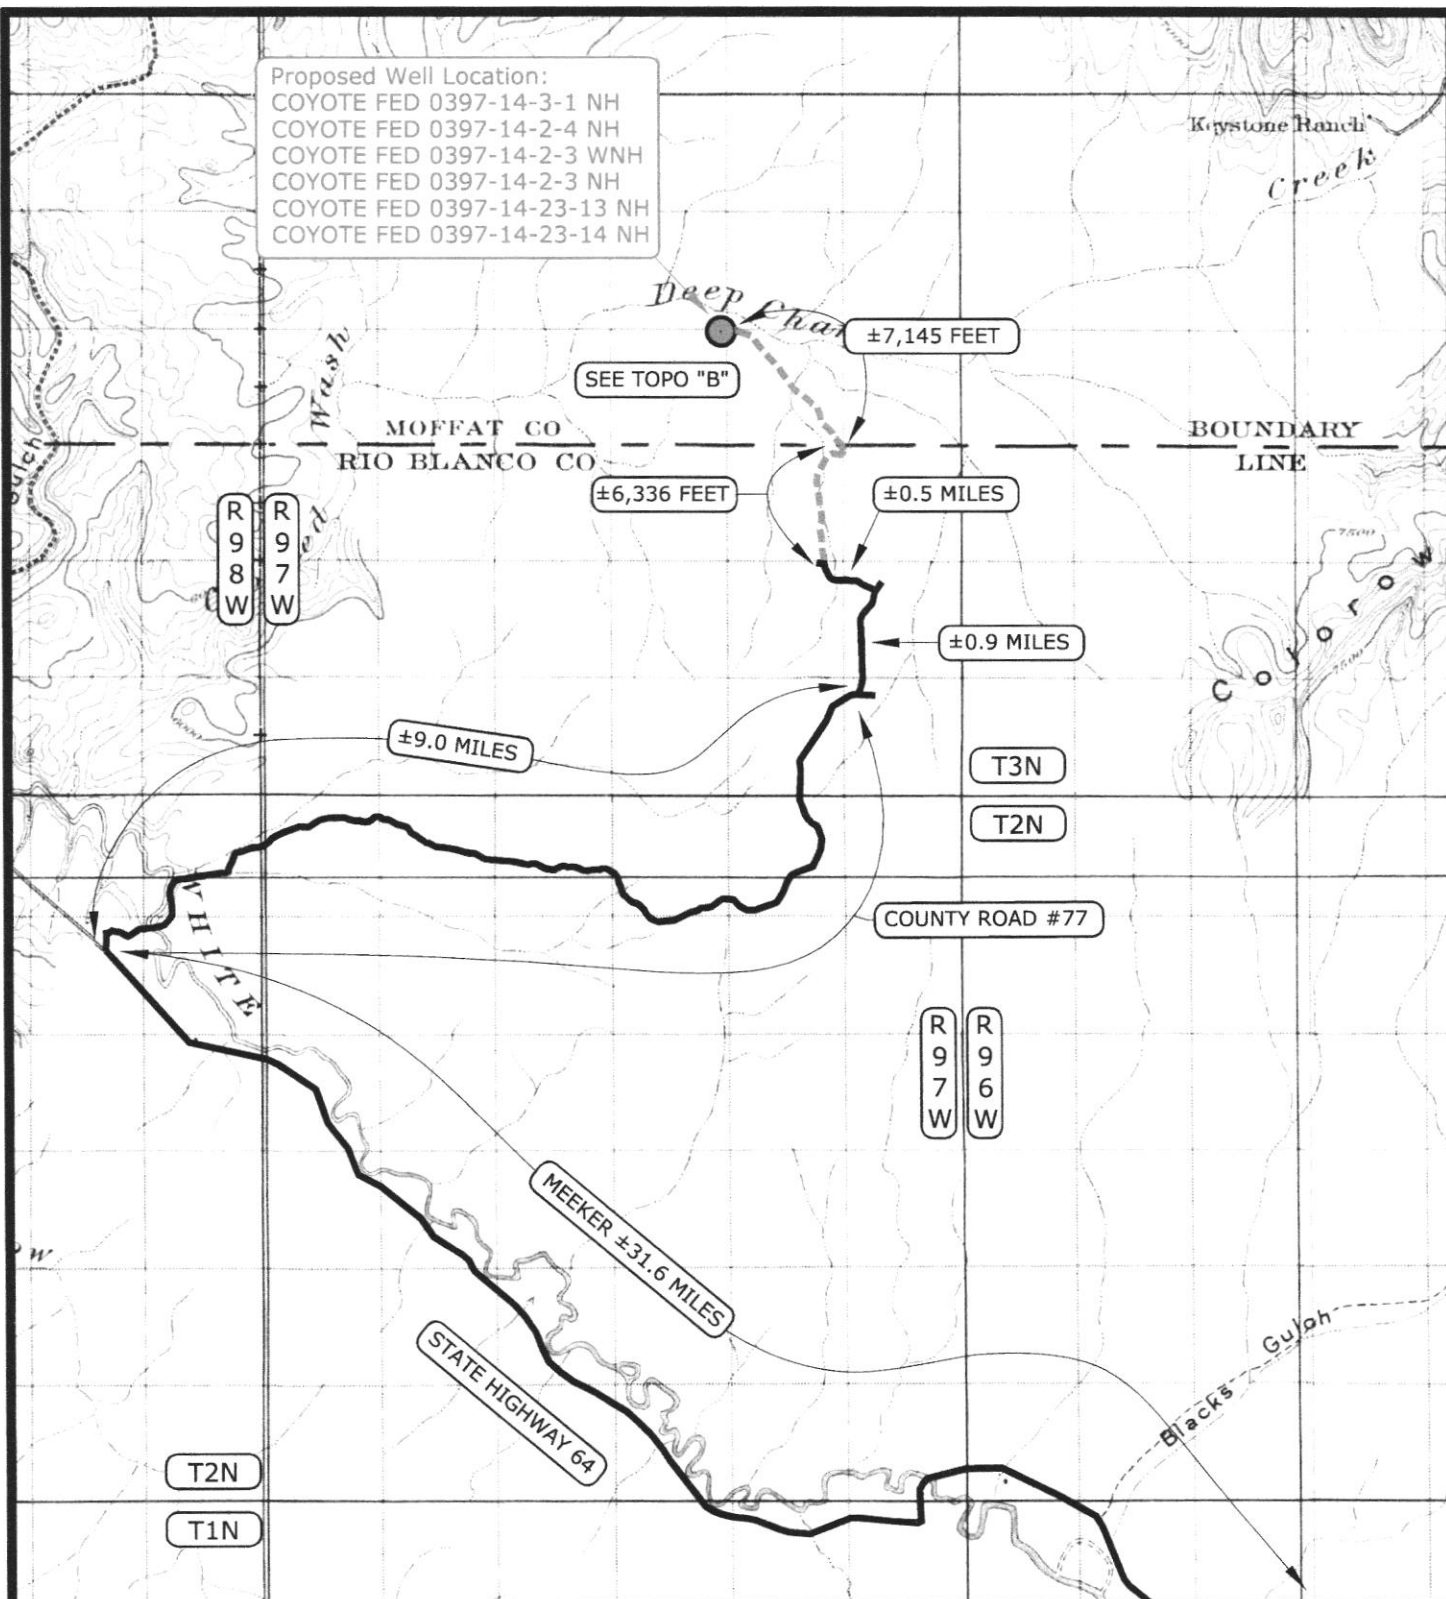 Proposed Well Location:
COYOTE FED 0397-14-3-1 NH
COYOTE FED 0397-14-2-4 NH
COYOTE FED 0397-14-2-3 WNH
COYOTE FED 0397-14-2-3 NH
COYOTE FED 0397-14-23-13 NH
COYOTE FED 0397-14-23-14 NH
Keystone Ranch
Creek
Deep
±7,145 FEET
SEE TOPO "B"
Wash
MOFFAT CO
RIO BLANCO CO
BOUNDARY
LINE
±6,336 FEET
±0.5 MILES
R98W
R97W
7500
Corow
7500
±0.9 MILES
6000
±9.0 MILES
T3N
T2N
WHITE
COUNTY ROAD #77
R97W
R96W
MEEKER ±31.6 MILES
STATE HIGHWAY 64
Blacks Gulch
T2N
T1N